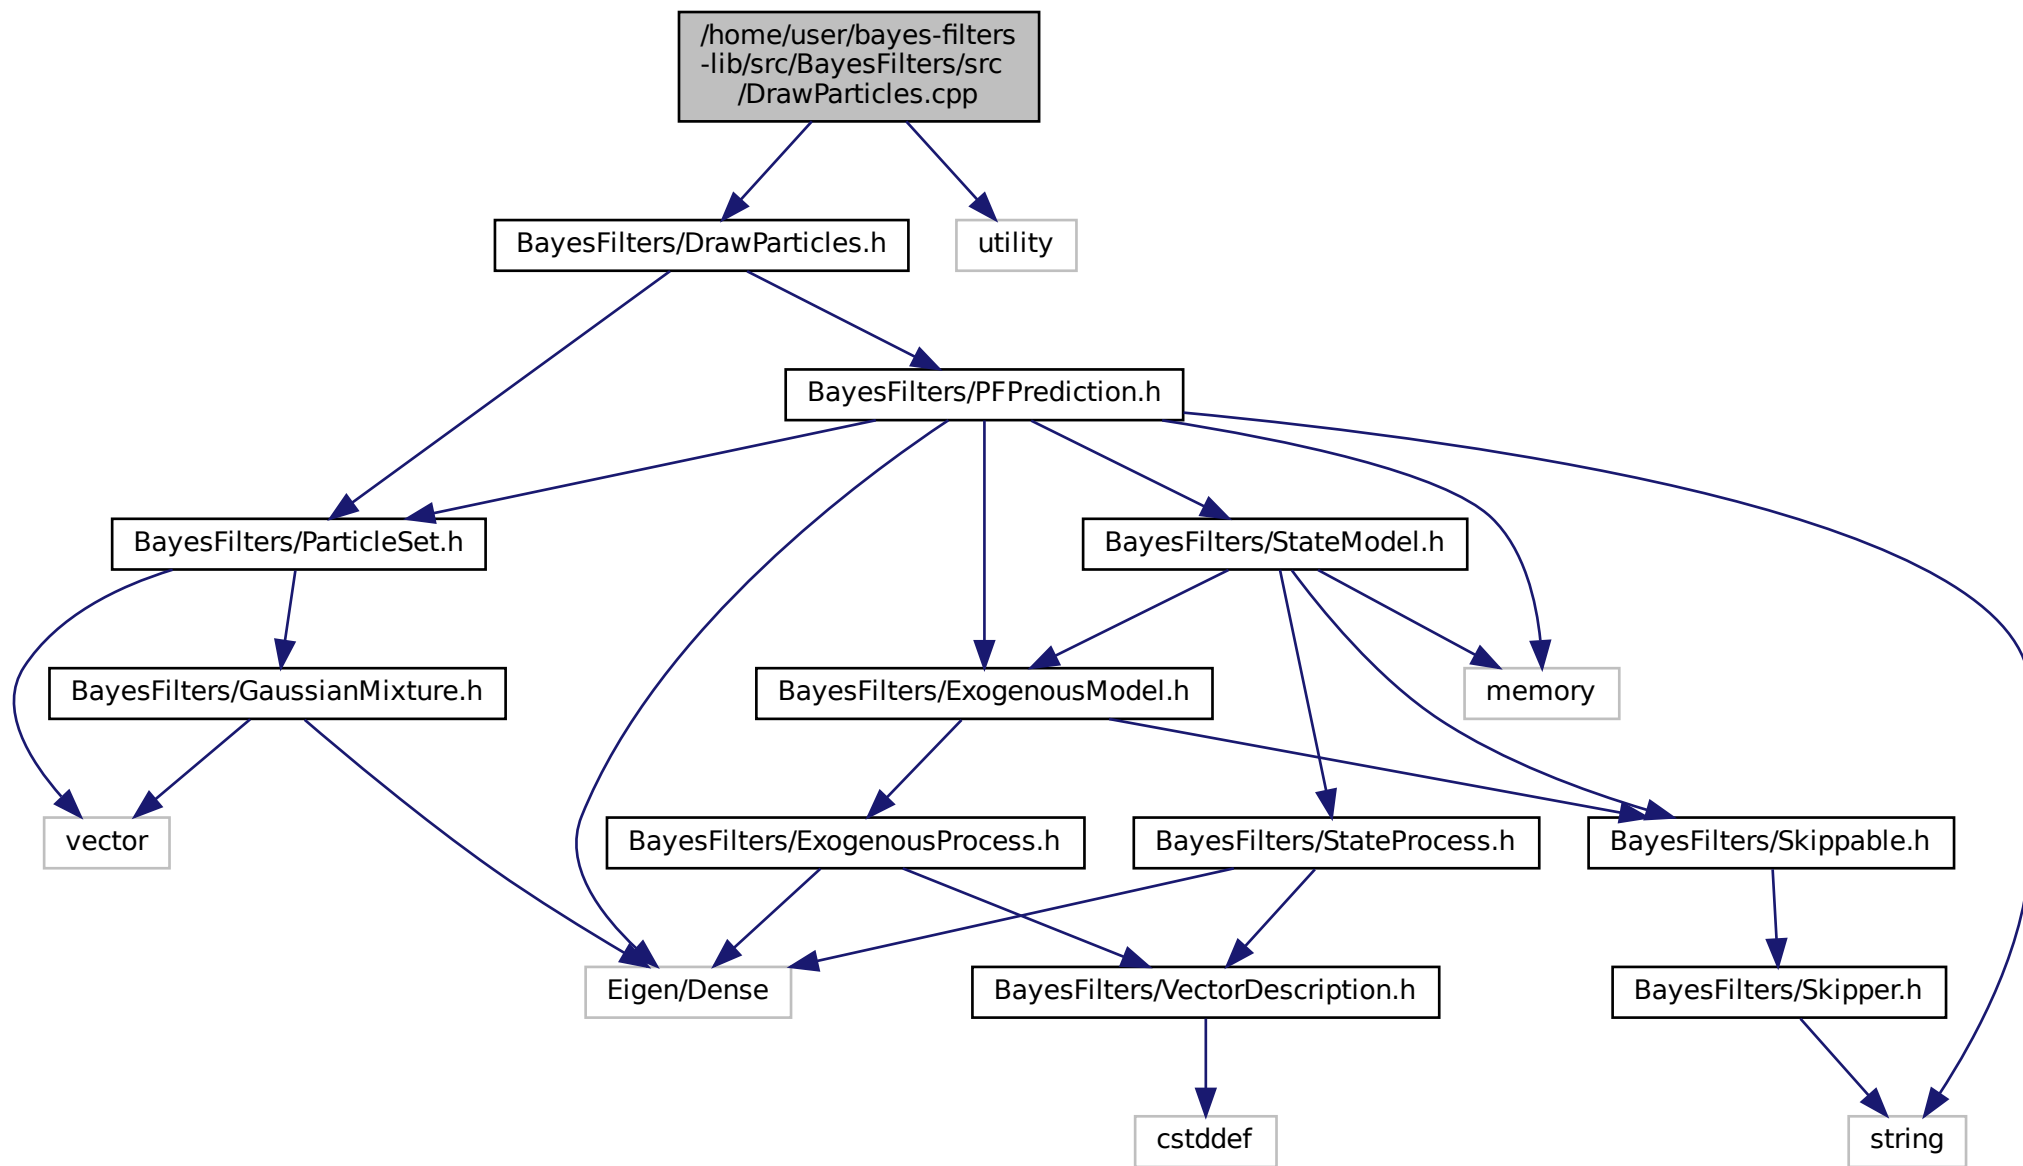 /home/user/bayes-filters
-lib/src/BayesFilters/src
/DrawParticles.cpp
BayesFilters/DrawParticles.h
utility
BayesFilters/PFPrediction.h
BayesFilters/ParticleSet.h
BayesFilters/StateModel.h
BayesFilters/GaussianMixture.h
BayesFilters/ExogenousModel.h
memory
vector
BayesFilters/ExogenousProcess.h
BayesFilters/StateProcess.h
BayesFilters/Skippable.h
Eigen/Dense
BayesFilters/VectorDescription.h
BayesFilters/Skipper.h
cstddef
string